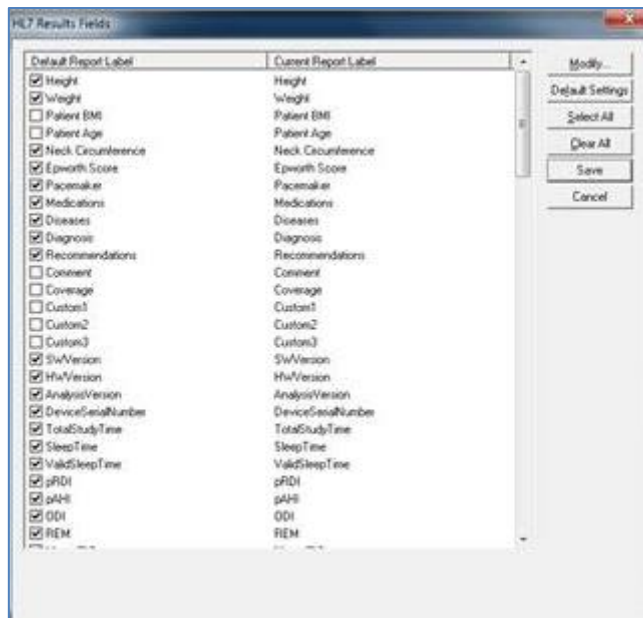 HL7 Results Fields
Default Report Label Current Report Label
Height Height
Weight Weight
Patient BMI Patient BMI
Patient Age Patient Age
Neck Circumference Neck Circumference
Epworth Score Epworth Score
Pacemaker Pacemaker
Medications Medications
Diseases Diseases
Diagnosis Diagnosis
Recommendations Recommendations
Comment Comment
Coverage Coverage
Custom1 Custom1
Custom2 Custom2
Custom3 Custom3
SWVersion SWVersion
HWVersion HWVersion
AnalysisVersion AnalysisVersion
DeviceSerialNumber DeviceSerialNumber
TotalStudyTime TotalStudyTime
SleepTime SleepTime
ValidSleepTime ValidSleepTime
pRDI pRDI
pAHI pAHI
ODI ODI
REM REM
Modify...
Default Settings
Select All
Clear All
Save
Cancel